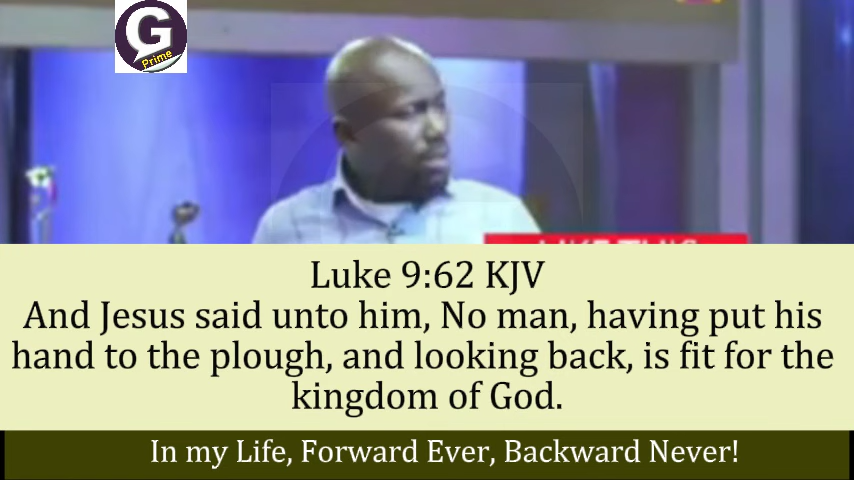 G
Prime
Luke 9:62 KJV
And Jesus said unto him, No man, having put his
hand to the plough, and looking back, is fit for the
kingdom of God.
In my Life, Forward Ever, Backward Never!